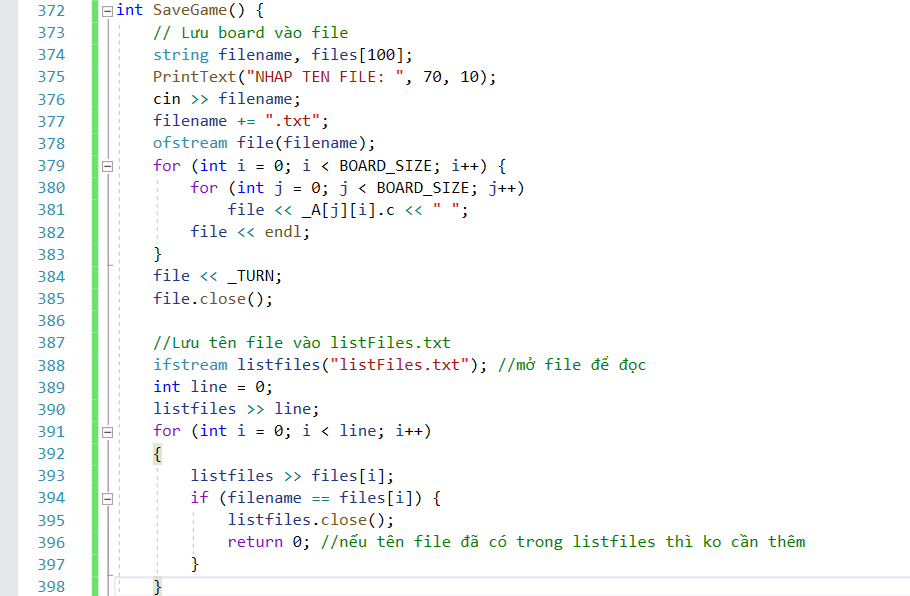 372 int SaveGame() {
373 // Lưu board vào file
374 string filename, files[100];
375 PrintText("NHAP TEN FILE: ", 70, 10);
376 cin >> filename;
377 filename += ".txt";
378 ofstream file(filename);
379 for (int i = 0; i < BOARD_SIZE; i++) {
380 for (int j = 0; j < BOARD_SIZE; j++)
381 file << _A[j][i].c << " ";
382 file << endl;
383 }
384 file << _TURN;
385 file.close();
386
387 //Lưu tên file vào listFiles.txt
388 ifstream listfiles("listFiles.txt"); //mở file để đọc
389 int line = 0;
390 listfiles >> line;
391 for (int i = 0; i < line; i++)
392 {
393 listfiles >> files[i];
394 if (filename == files[i]) {
395 listfiles.close();
396 return 0; //nếu tên file đã có trong listfiles thì ko cần thêm
397 }
398 }